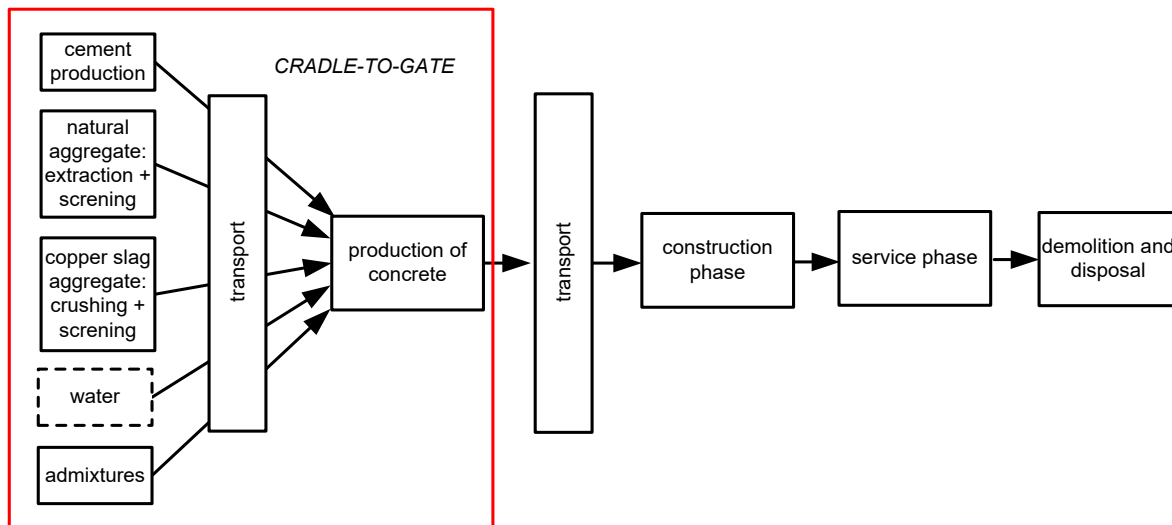 cement
production
CRADLE-TO-GATE
natural
aggregate:
extraction +
screning
copper slag
aggregate:
crushing +
screning
water
admixtures
transport
production of
concrete
transport
construction
phase
service phase
demolition and
disposal